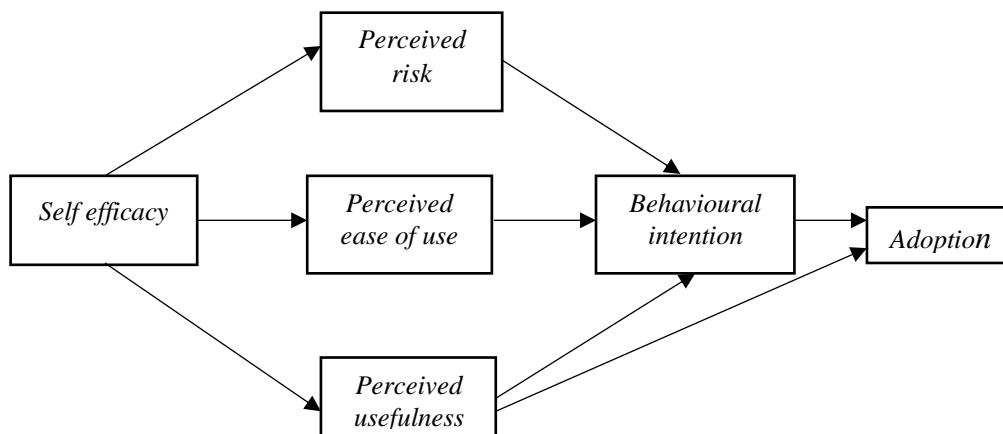 Perceived
risk
Self efficacy
Perceived
ease of use
Behavioural
intention
Adoption
Perceived
usefulness